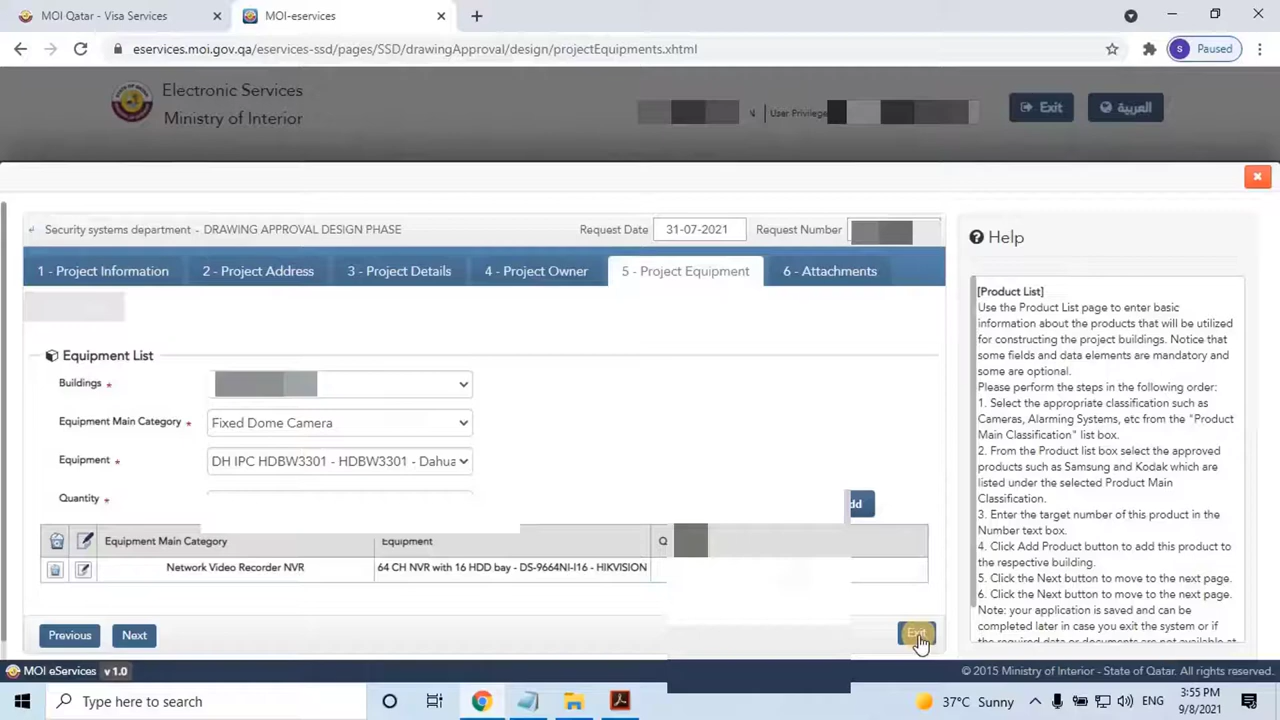 MOI Qatar - Visa Services
MOI-eservices
eservices.moi.gov.qa/eservices-ssd/pages/SSD/drawingApproval/design/projectEquipments.xhtml
S Paused
Electronic Services
Ministry of Interior
N | User Privilege
Exit
العربية
Security systems department - DRAWING APPROVAL DESIGN PHASE
Request Date 31-07-2021 Request Number
1 - Project Information 2 - Project Address 3 - Project Details 4 - Project Owner 5 - Project Equipment 6 - Attachments
Equipment List
Buildings *
Equipment Main Category * Fixed Dome Camera
Equipment * DH IPC HDBW3301 - HDBW3301 - Dahua
Quantity *
dd
Equipment Main Category Equipment Q
Network Video Recorder NVR 64 CH NVR with 16 HDD bay - DS-9664NI-I16 - HIKVISION
Previous Next Exit
Help
[Product List]
Use the Product List page to enter basic
information about the products that will be utilized
for constructing the project buildings. Notice that
some fields and data elements are mandatory and
some are optional.
Please perform the steps in the following order:
1. Select the appropriate classification such as
Cameras, Alarming Systems, etc from the "Product
Main Classification" list box.
2. From the Product list box select the approved
products such as Samsung and Kodak which are
listed under the selected Product Main
Classification.
3. Enter the target number of this product in the
Number text box.
4. Click Add Product button to add this product to
the respective building.
5. Click the Next button to move to the next page.
6. Click the Next button to move to the next page.
Note: your application is saved and can be
completed later in case you exit the system or if
the required data or documents are not available at
MOI eServices v 1.0
© 2015 Ministry of Interior - State of Qatar. All rights reserved.
Type here to search
37°C Sunny
ENG
3:55 PM
9/8/2021